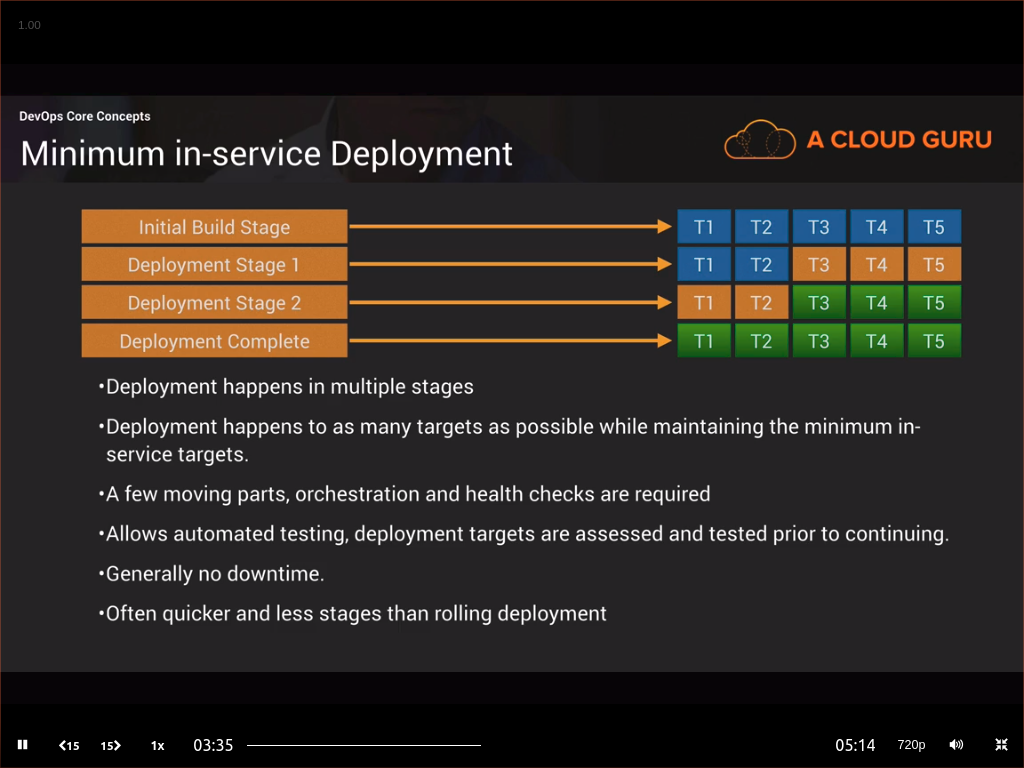 1.00
DevOps Core Concepts
Minimum in-service Deployment
A CLOUD GURU
Initial Build Stage T1 T2 T3 T4 T5
Deployment Stage 1 T1 T2 T3 T4 T5
Deployment Stage 2 T1 T2 T3 T4 T5
Deployment Complete T1 T2 T3 T4 T5
•Deployment happens in multiple stages
•Deployment happens to as many targets as possible while maintaining the minimum in-
service targets.
•A few moving parts, orchestration and health checks are required
•Allows automated testing, deployment targets are assessed and tested prior to continuing.
•Generally no downtime.
•Often quicker and less stages than rolling deployment
15 15 1x 03:35 05:14 720p